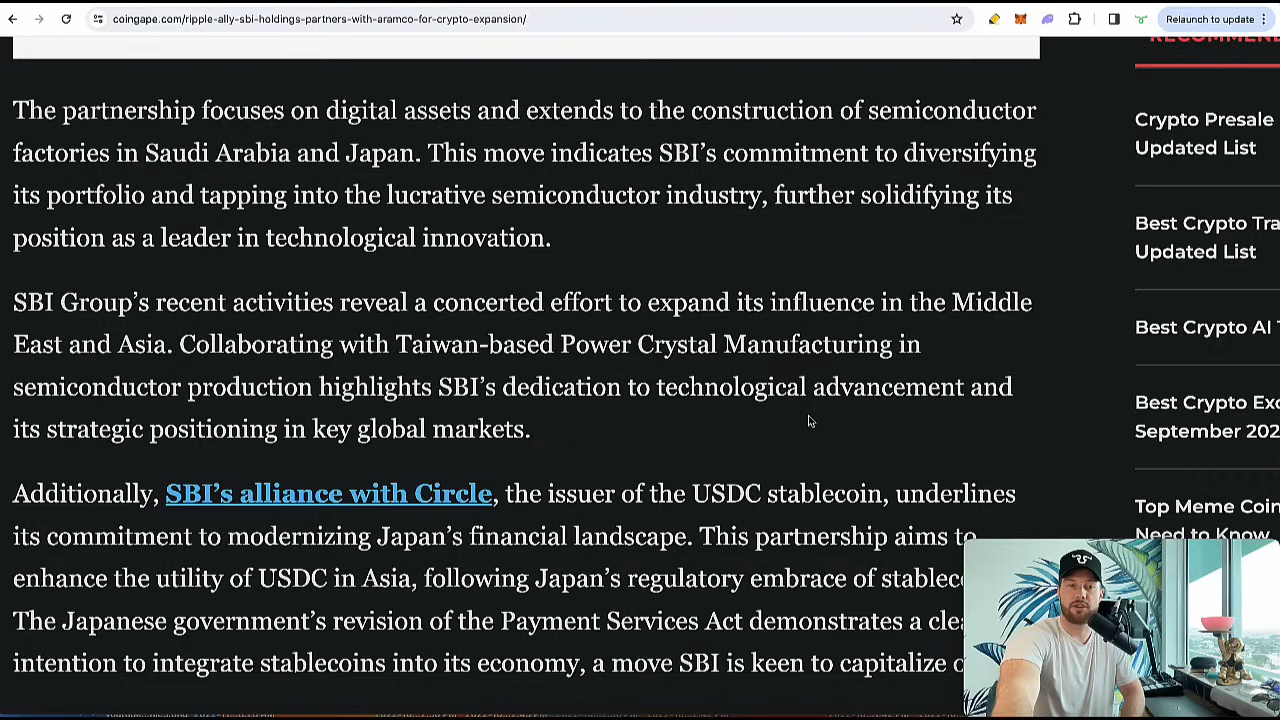 coingape.com/ripple-ally-sbi-holdings-partners-with-aramco-for-crypto-expansion/
Relaunch to update
The partnership focuses on digital assets and extends to the construction of semiconductor
factories in Saudi Arabia and Japan. This move indicates SBI’s commitment to diversifying
its portfolio and tapping into the lucrative semiconductor industry, further solidifying its
position as a leader in technological innovation.
SBI Group’s recent activities reveal a concerted effort to expand its influence in the Middle
East and Asia. Collaborating with Taiwan-based Power Crystal Manufacturing in
semiconductor production highlights SBI’s dedication to technological advancement and
its strategic positioning in key global markets.
Additionally, SBI’s alliance with Circle, the issuer of the USDC stablecoin, underlines
its commitment to modernizing Japan’s financial landscape. This partnership aims to
enhance the utility of USDC in Asia, following Japan’s regulatory embrace of
The Japanese government’s revision of the Payment Services Act demonstrates a
intention to integrate stablecoins into its economy, a move SBI is keen to capitalize
Crypto Presale
Updated List
Best Crypto
Updated List
Best Crypto AI
Best Crypto
September
Top Meme
Need to Know